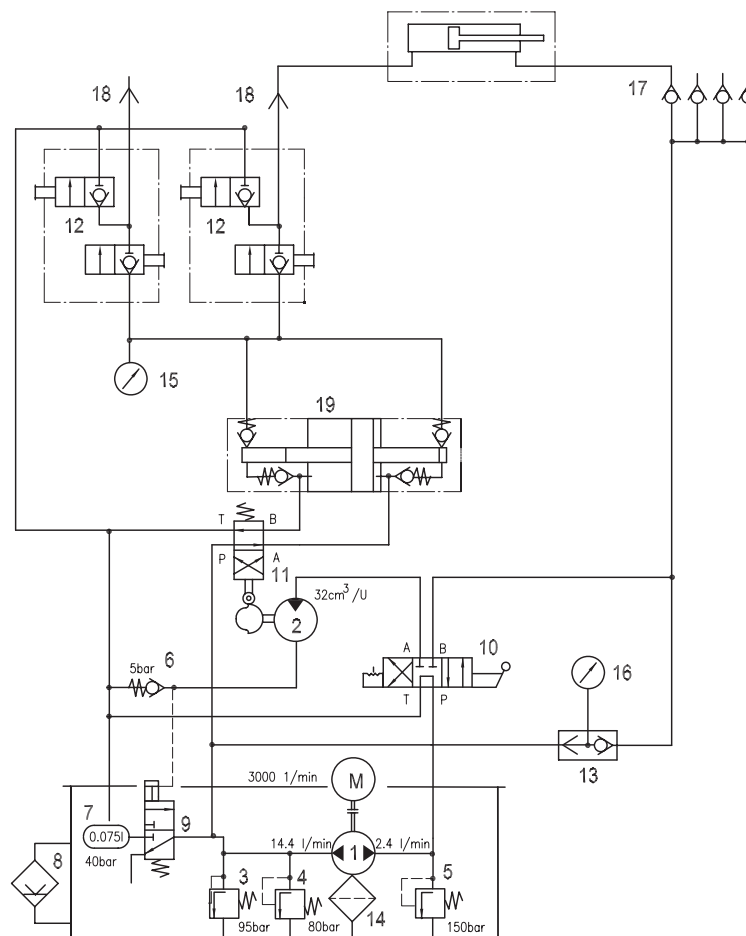 18
18
17
12
12
15
19
T
B
P
A
11
32cm³/U
2
A
B
10
T
P
5bar
6
16
13
3000 1/min
M
7
0.075l
40bar
8
9
14.4 l/min
1
2.4 l/min
3
4
5
95bar
80bar
14
150bar